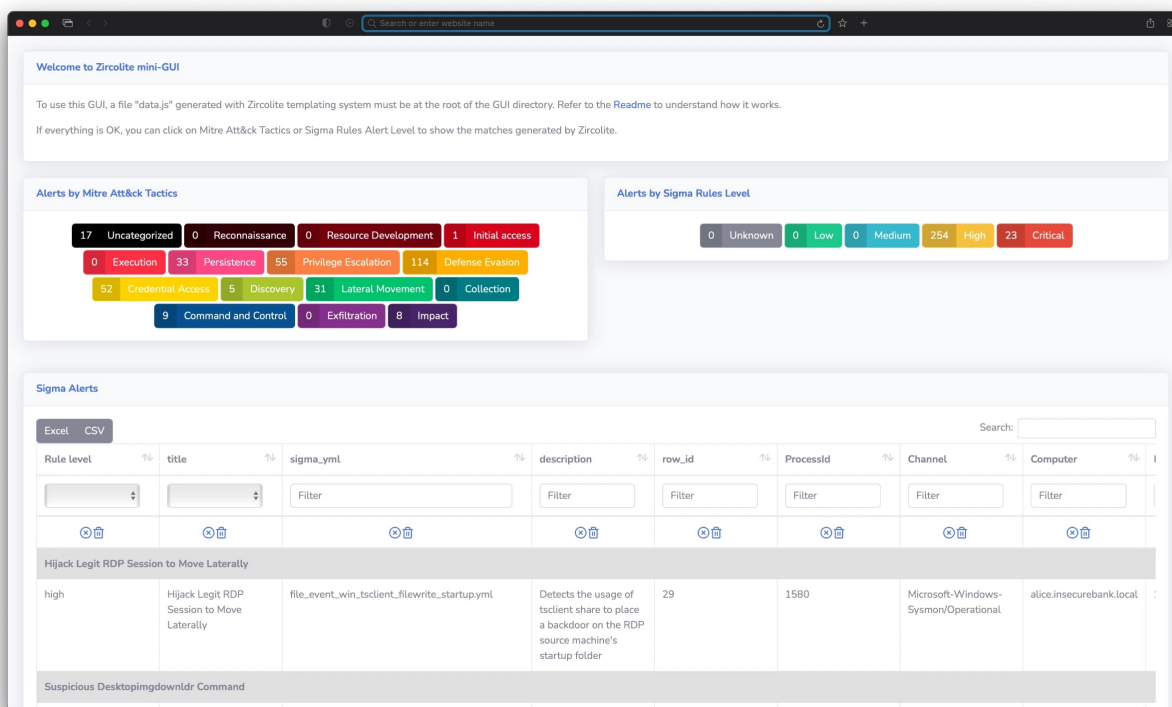 Search or enter website name
Welcome to Zircolite mini-GUI
To use this GUI, a file "data.js" generated with Zircolite templating system must be at the root of the GUI directory. Refer to the Readme to understand how it works.
If everything is OK, you can click on Mitre Att&ck Tactics or Sigma Rules Alert Level to show the matches generated by Zircolite.
Alerts by Mitre Att&ck Tactics
17 Uncategorized 0 Reconnaissance 0 Resource Development 1 Initial access
0 Execution 33 Persistence 55 Privilege Escalation 114 Defense Evasion
52 Credential Access 5 Discovery 31 Lateral Movement 0 Collection
9 Command and Control 0 Exfiltration 8 Impact
Alerts by Sigma Rules Level
0 Unknown 0 Low 0 Medium 254 High 23 Critical
Sigma Alerts
Excel CSV
Search:
Rule level title sigma_yml description row_id ProcessId Channel Computer
Filter Filter Filter Filter Filter Filter
Hijack Legit RDP Session to Move Laterally
high Hijack Legit RDP file_event_win_tsclient_filewrite_startup.yml Detects the usage of 29 1580 Microsoft-Windows- alice.insecurebank.local
Session to Move tsclient share to place Sysmon/Operational
Laterally a backdoor on the RDP
source machine's
startup folder
Suspicious Desktopimgdownldr Command